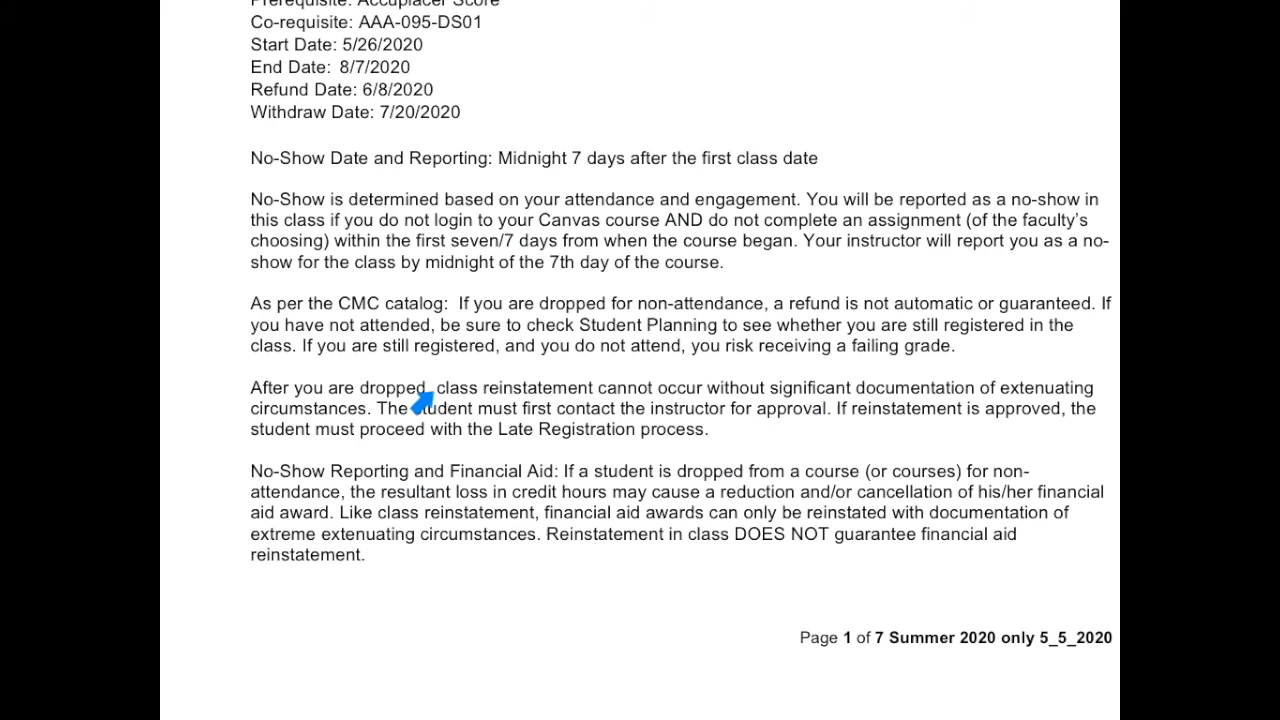 Prerequisite: Accuplacer Score
Co-requisite: AAA-095-DS01
Start Date: 5/26/2020
End Date:  8/7/2020
Refund Date: 6/8/2020
Withdraw Date: 7/20/2020
No-Show Date and Reporting: Midnight 7 days after the first class date
No-Show is determined based on your attendance and engagement. You will be reported as a no-show in
this class if you do not login to your Canvas course AND do not complete an assignment (of the faculty's
choosing) within the first seven/7 days from when the course began. Your instructor will report you as a no-
show for the class by midnight of the 7th day of the course.
As per the CMC catalog:  If you are dropped for non-attendance, a refund is not automatic or guaranteed. If
you have not attended, be sure to check Student Planning to see whether you are still registered in the
class. If you are still registered, and you do not attend, you risk receiving a failing grade.
After you are dropped, class reinstatement cannot occur without significant documentation of extenuating
circumstances. The student must first contact the instructor for approval. If reinstatement is approved, the
student must proceed with the Late Registration process.
No-Show Reporting and Financial Aid: If a student is dropped from a course (or courses) for non-
attendance, the resultant loss in credit hours may cause a reduction and/or cancellation of his/her financial
aid award. Like class reinstatement, financial aid awards can only be reinstated with documentation of
extreme extenuating circumstances. Reinstatement in class DOES NOT guarantee financial aid
reinstatement.
Page 1 of 7 Summer 2020 only 5_5_2020